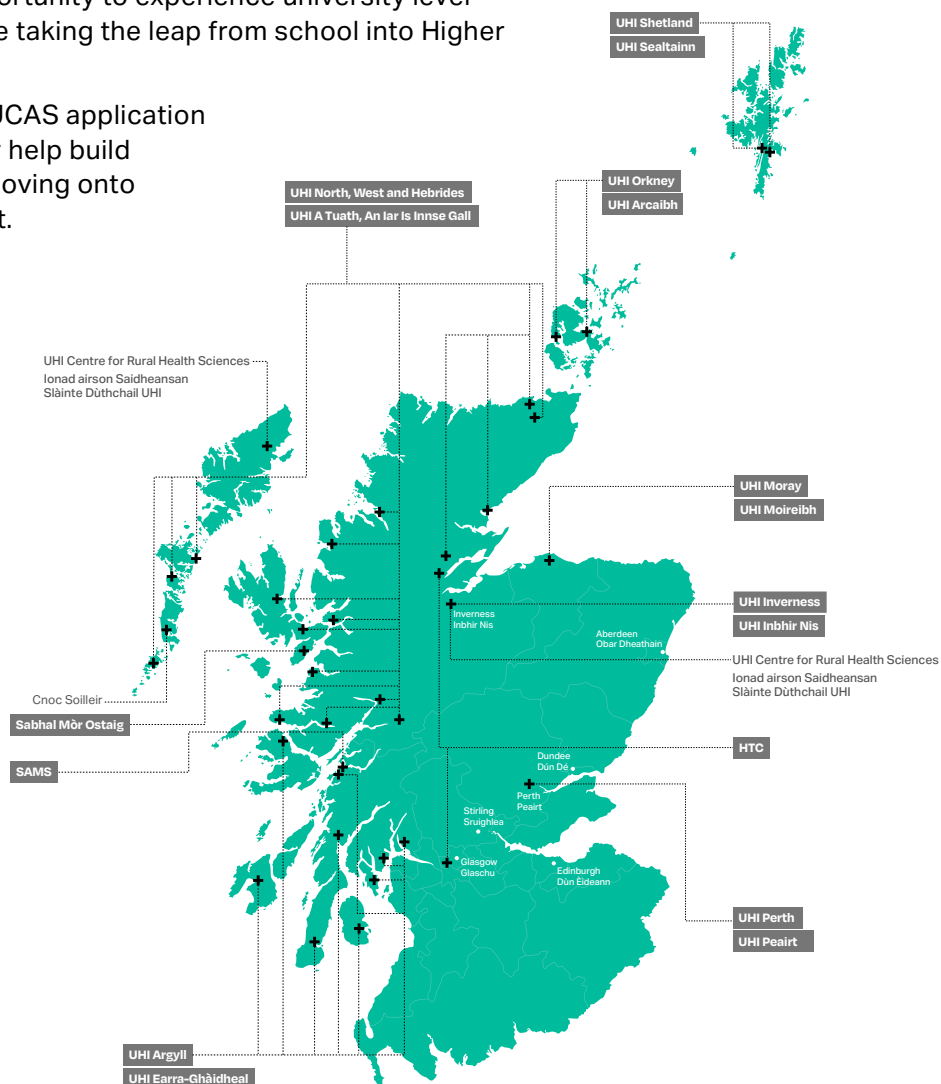 ortunity to experience university level
e taking the leap from school into Higher
UCAS application
help build
oving onto
t.
UHI Shetland
UHI Sealtainn
UHI North, West and Hebrides
UHI A Tuath, An Iar Is Innse Gall
UHI Orkney
UHI Arcaibh
UHI Centre for Rural Health Sciences
Ionad airson Saidheansan
Slàinte Dùthchail UHI
UHI Moray
UHI Moireibh
Inverness
Inbhir Nis
UHI Inverness
UHI Inbhir Nis
Aberdeen
Obar Dheathain
UHI Centre for Rural Health Sciences
Ionad airson Saidheansan
Slàinte Dùthchail UHI
Cnoc Soilleir
Sabhal Mòr Ostaig
SAMS
HTC
Dundee
Dún Dé
Perth
Peairt
Stirling
Sruighlea
Glasgow
Glaschu
Edinburgh
Dùn Èideann
UHI Perth
UHI Peairt
UHI Argyll
UHI Earra-Ghàidheal